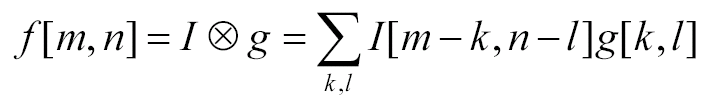 f[m,n] = I ⊗ g = ∑_{k,l} I[m − k, n − l]g[k,l]